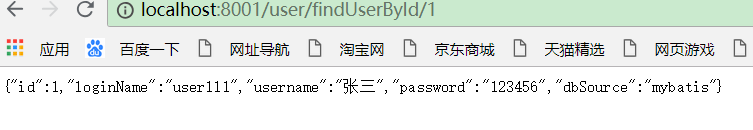 localhost:8001/user/findUserById/1
应用 百度一下 网址导航 淘宝网 京东商城 天猫精选 网页游戏
{"id":1,"loginName":"user111","username":"张三","password":"123456","dbSource":"mybatis"}